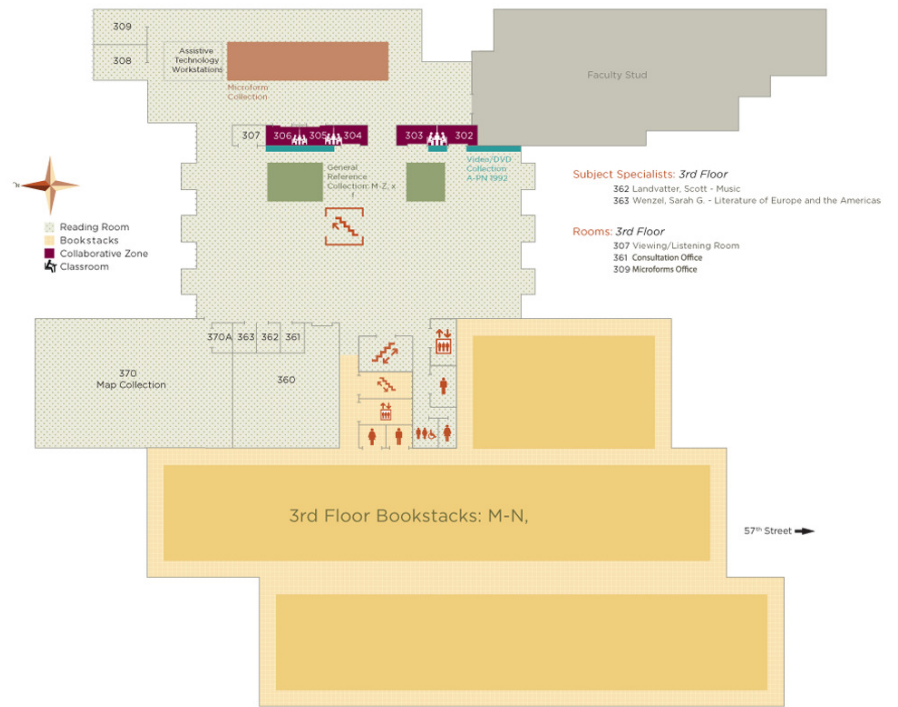 309
308
Assistive
Technology
Workstations
Microform
Collection
Faculty Stud
307
306
305
304
303
302
General
Reference
Collection: M-Z, x
f
Video/DVD
Collection
A-PN 1992
Reading Room
Bookstacks
Collaborative Zone
Classroom
Subject Specialists: 3rd Floor
362 Landvatter, Scott - Music
363 Wenzel, Sarah G. - Literature of Europe and the Americas
Rooms: 3rd Floor
307 Viewing/Listening Room
361 Consultation Office
309 Microforms Office
370A
363
362
361
370
Map Collection
360
3rd Floor Bookstacks: M-N,
57th Street